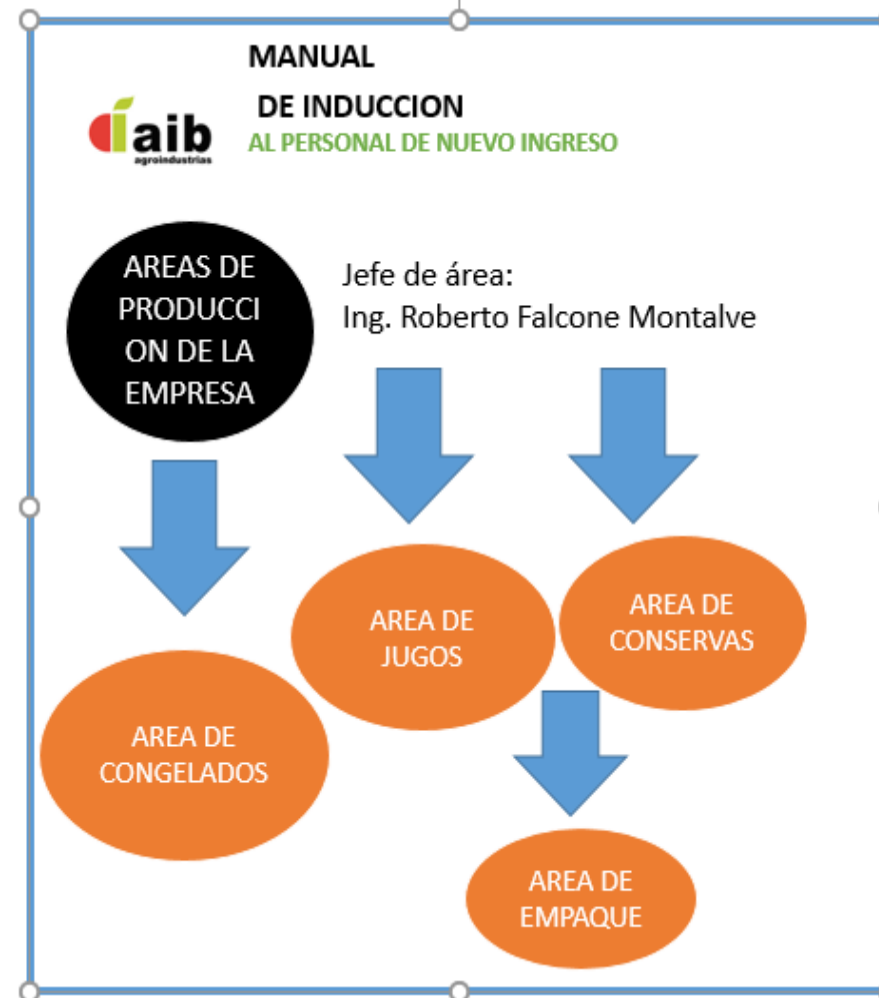 MANUAL
DE INDUCCION
AL PERSONAL DE NUEVO INGRESO
aib
agroindustrias
AREAS DE
PRODUCCI
ON DE LA
EMPRESA
Jefe de área:
Ing. Roberto Falcone Montalve
AREA DE
JUGOS
AREA DE
CONSERVAS
AREA DE
CONGELADOS
AREA DE
EMPAQUE